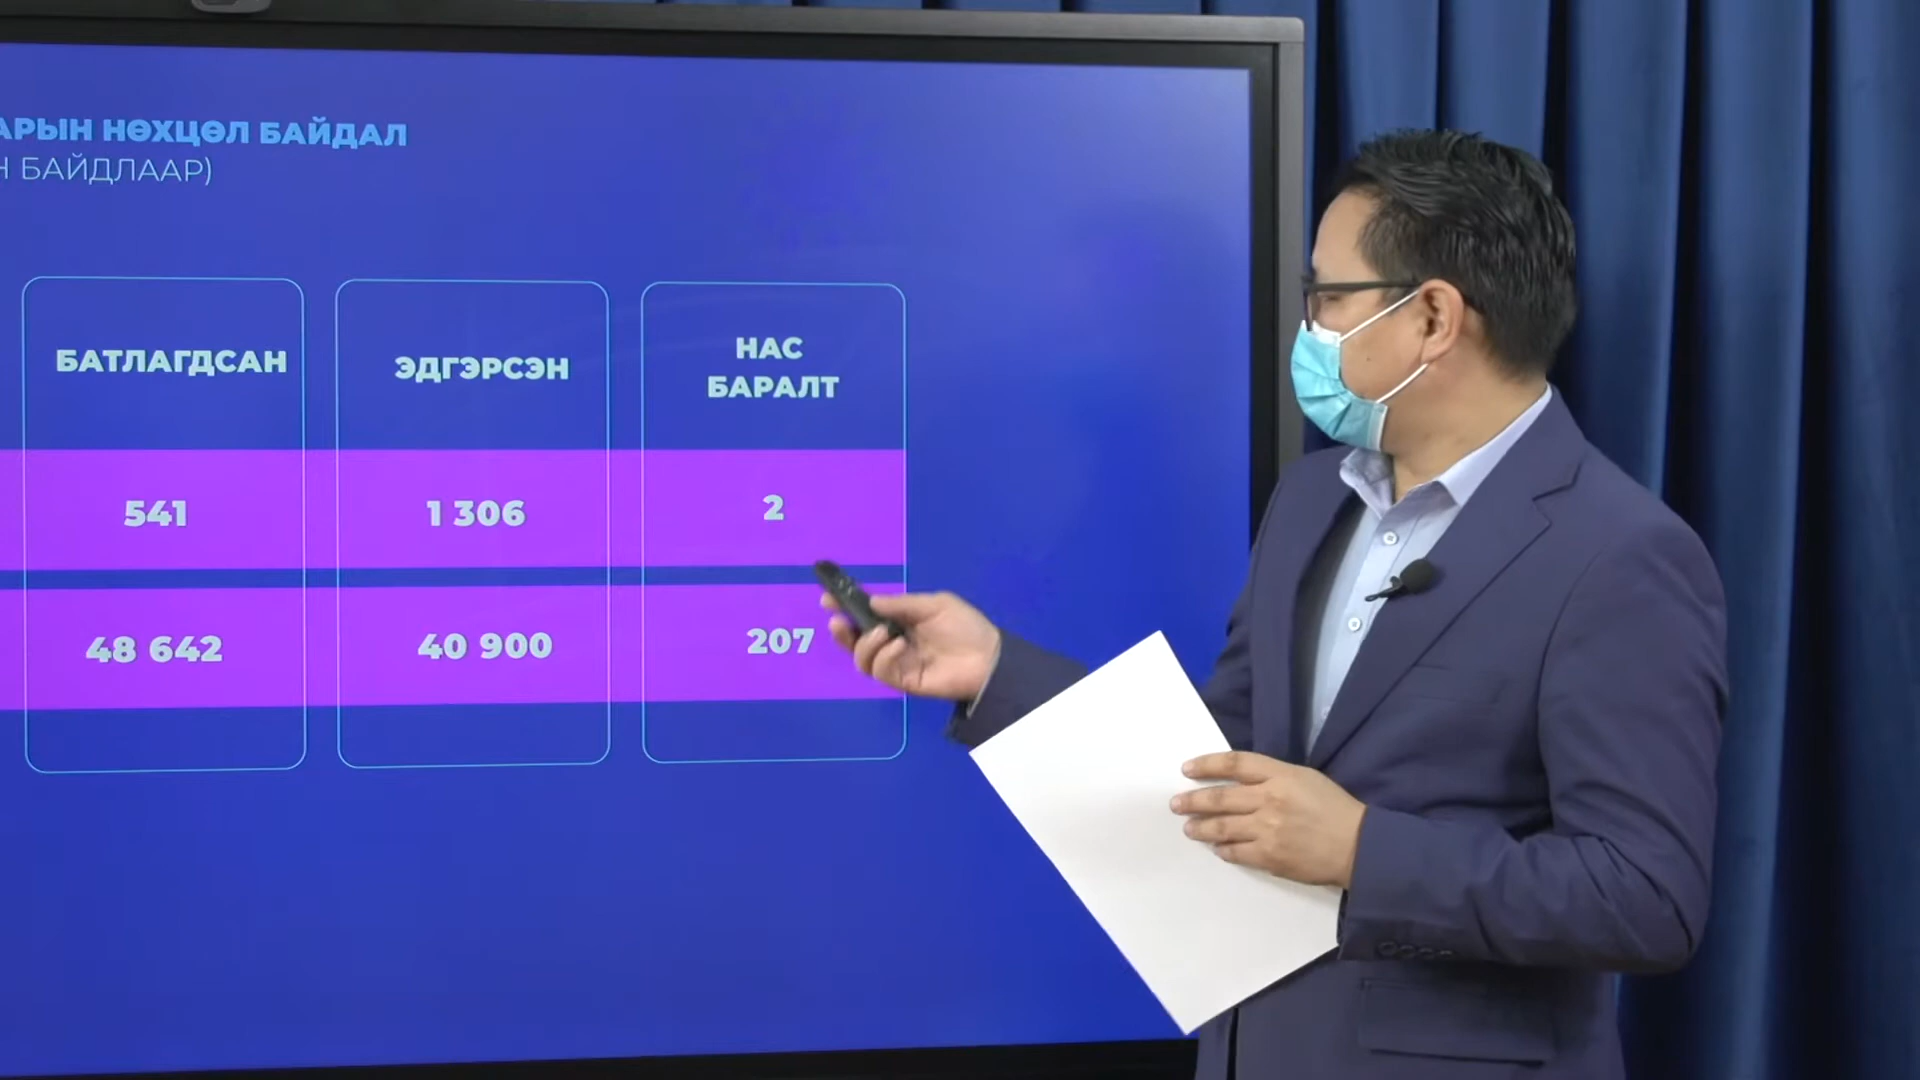 АРЫН НӨХЦӨЛ БАЙДАЛ
Н БАЙДЛААР)
БАТЛАГДСАН
ЭДГЭРСЭН
НАС
БАРАЛТ
541
1 306
2
48 642
40 900
207